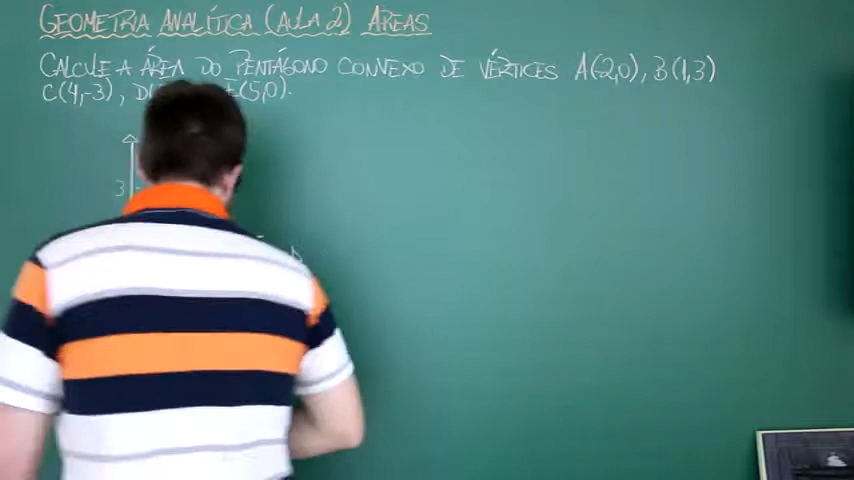 GEOMETRIA ANALÍTICA (AULA 2) ÁREAS
CALCULE A ÁREA DO PENTÁGONO CONVEXO DE VÉRTICES A(2,0), B(1,3)
C(4,-3), D( E(5,0).
3